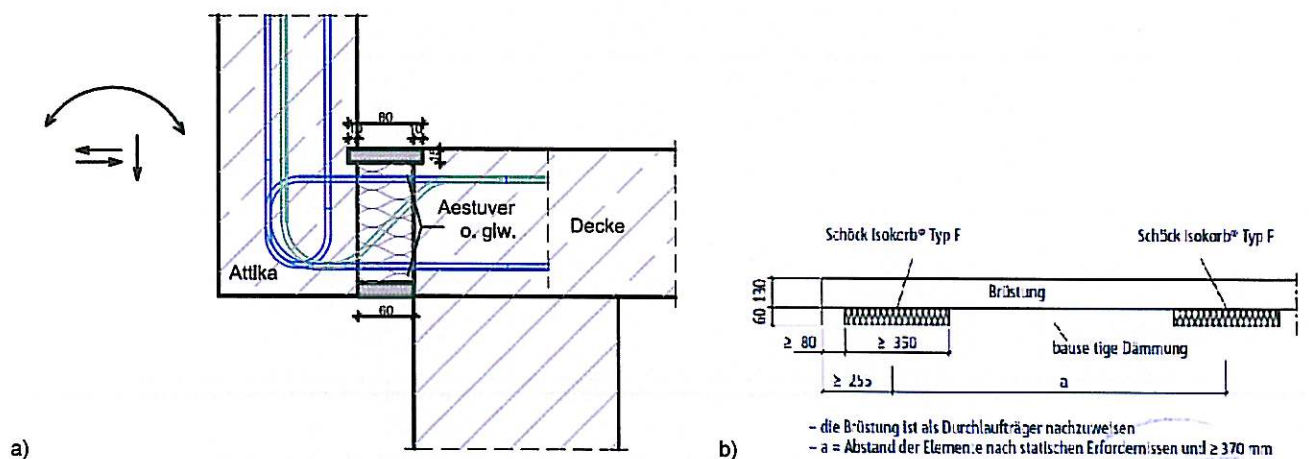 80
10
10
15
Aestuver
o. glw.
Decke
Attika
60
a)
Schöck Isokorb® Typ F
Schöck Isokorb® Typ F
130
60
Brüstung
≥ 80
≥ 350
bauseitige Dämmung
≥ 255
a
b)
– die Brüstung ist als Durchlaufträger nachzuweisen
– a = Abstand der Elemente nach statischen Erfordernissen und ≥ 370 mm